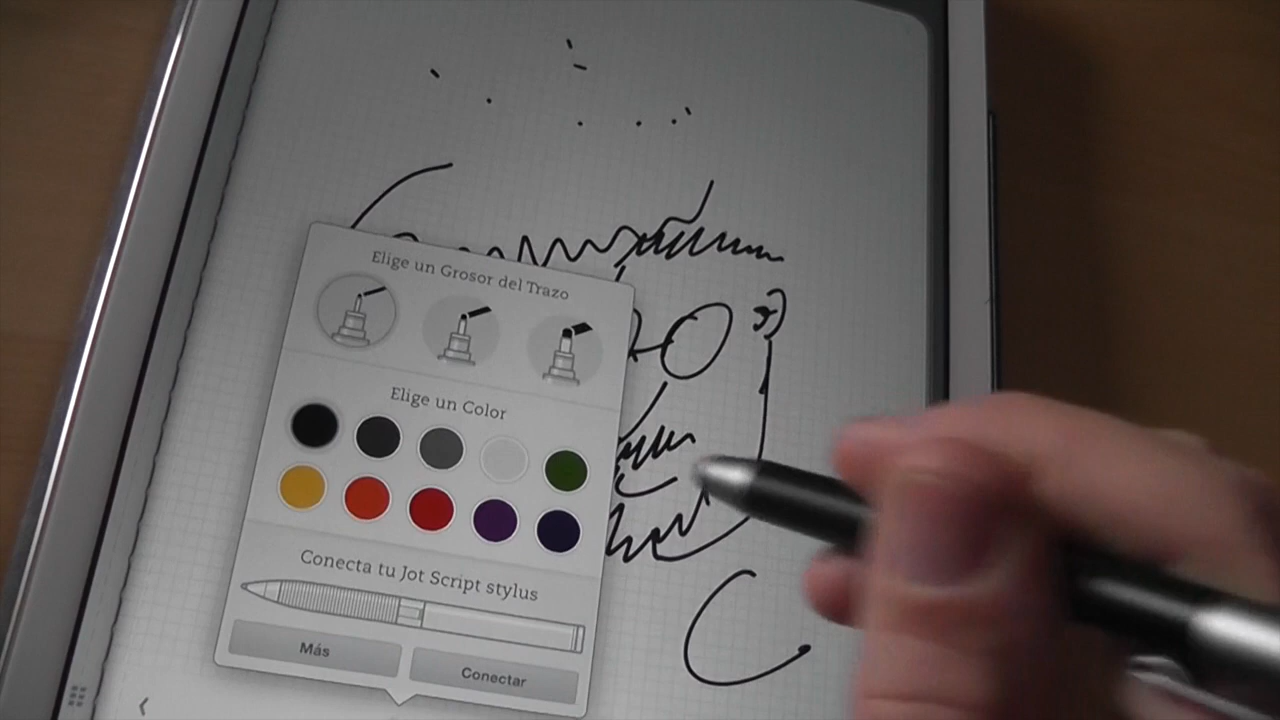 Elige un Grosor del Trazo
Elige un Color
Conecta tu Jot Script stylus
Más
Conectar